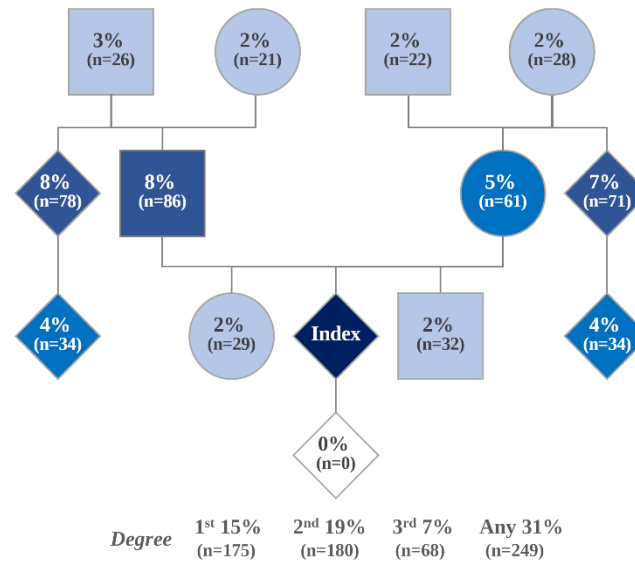 3%
(n=26)
2%
(n=21)
2%
(n=22)
2%
(n=28)
8%
(n=78)
8%
(n=86)
5%
(n=61)
7%
(n=71)
4%
(n=34)
2%
(n=29)
Index
2%
(n=32)
4%
(n=34)
0%
(n=0)
Degree 1st 15% 2nd 19% 3rd 7% Any 31%
(n=175) (n=180) (n=68) (n=249)